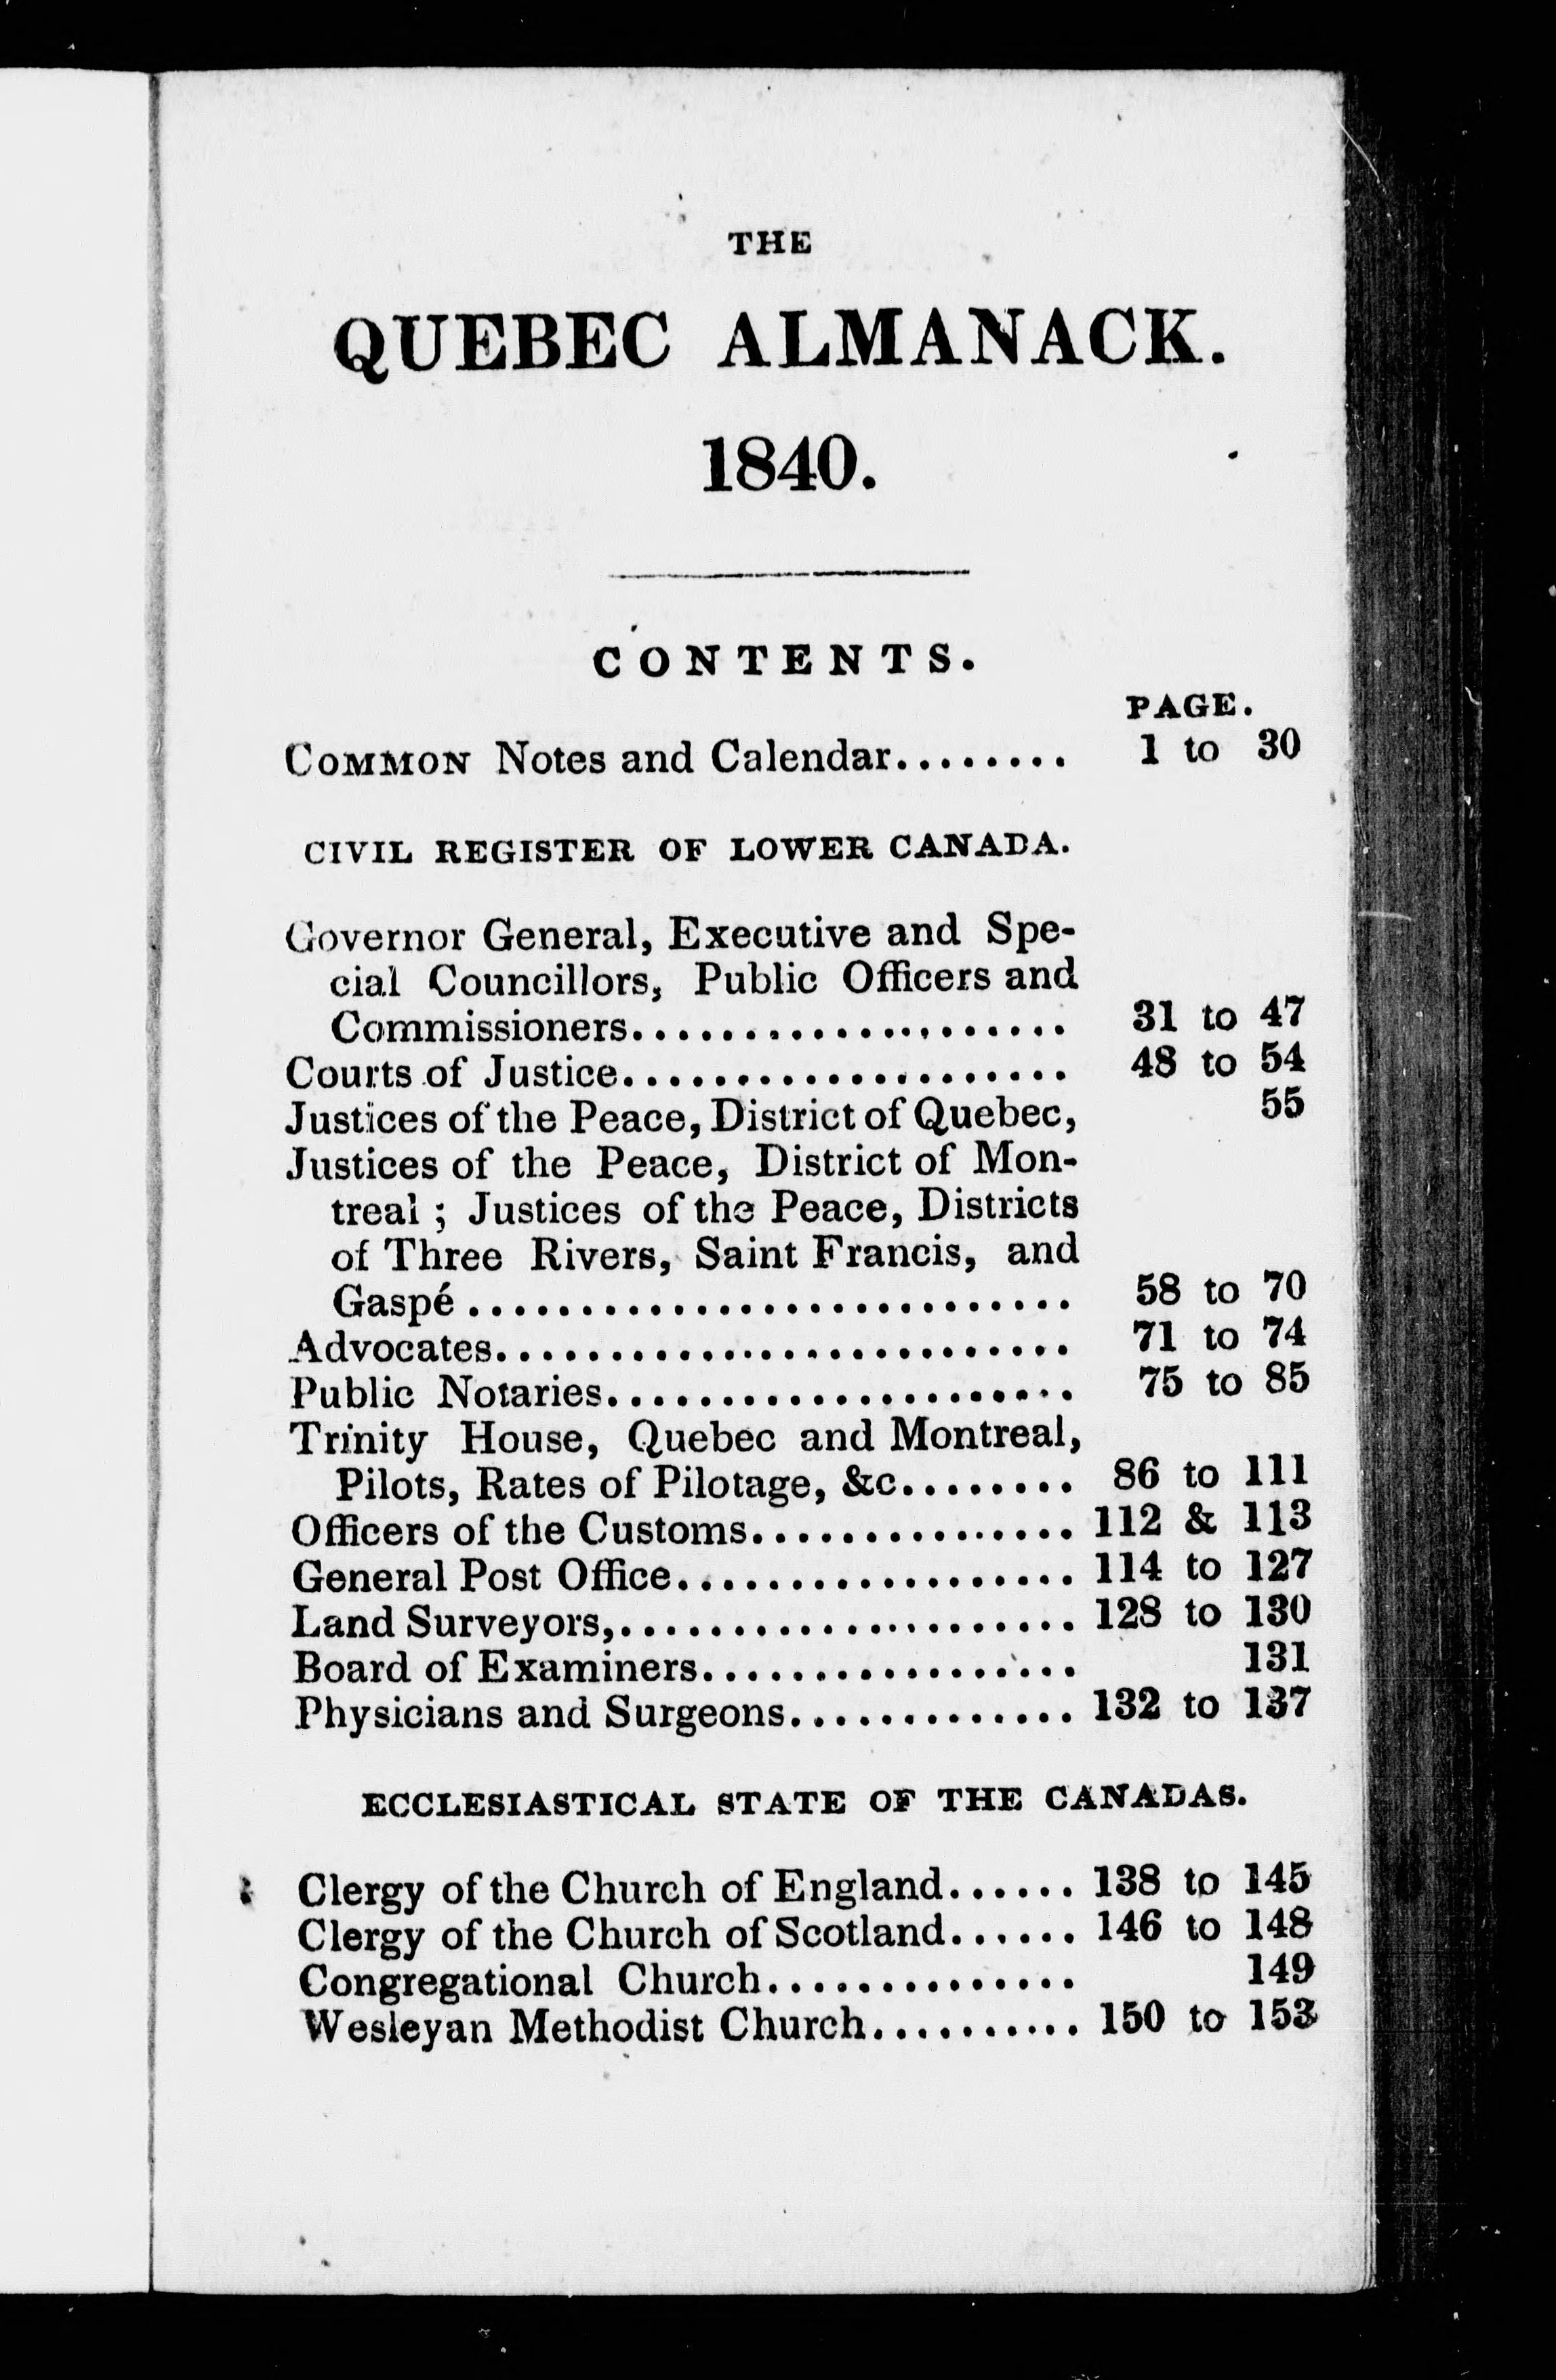 THE
QUEBEC ALMANACK.
1840.
CONTENTS.
PAGE.
COMMON Notes and Calendar........ 1 to 30
CIVIL REGISTER OF LOWER CANADA.
Governor General, Executive and Spe-
cial Councillors, Public Officers and
Commissioners.................... 31 to 47
Courts of Justice.................... 48 to 54
Justices of the Peace, District of Quebec, 55
Justices of the Peace, District of Mon-
treal ; Justices of the Peace, Districts
of Three Rivers, Saint Francis, and
Gaspé ........................... 58 to 70
Advocates.......................... 71 to 74
Public Notaries..................... 75 to 85
Trinity House, Quebec and Montreal,
Pilots, Rates of Pilotage, &c........ 86 to 111
Officers of the Customs............... 112 & 113
General Post Office.................. 114 to 127
Land Surveyors,..................... 128 to 130
Board of Examiners................. 131
Physicians and Surgeons............. 132 to 137
ECCLESIASTICAL STATE OF THE CANADAS.
Clergy of the Church of England...... 138 to 145
Clergy of the Church of Scotland...... 146 to 148
Congregational Church.............. 149
Wesleyan Methodist Church.......... 150 to 153